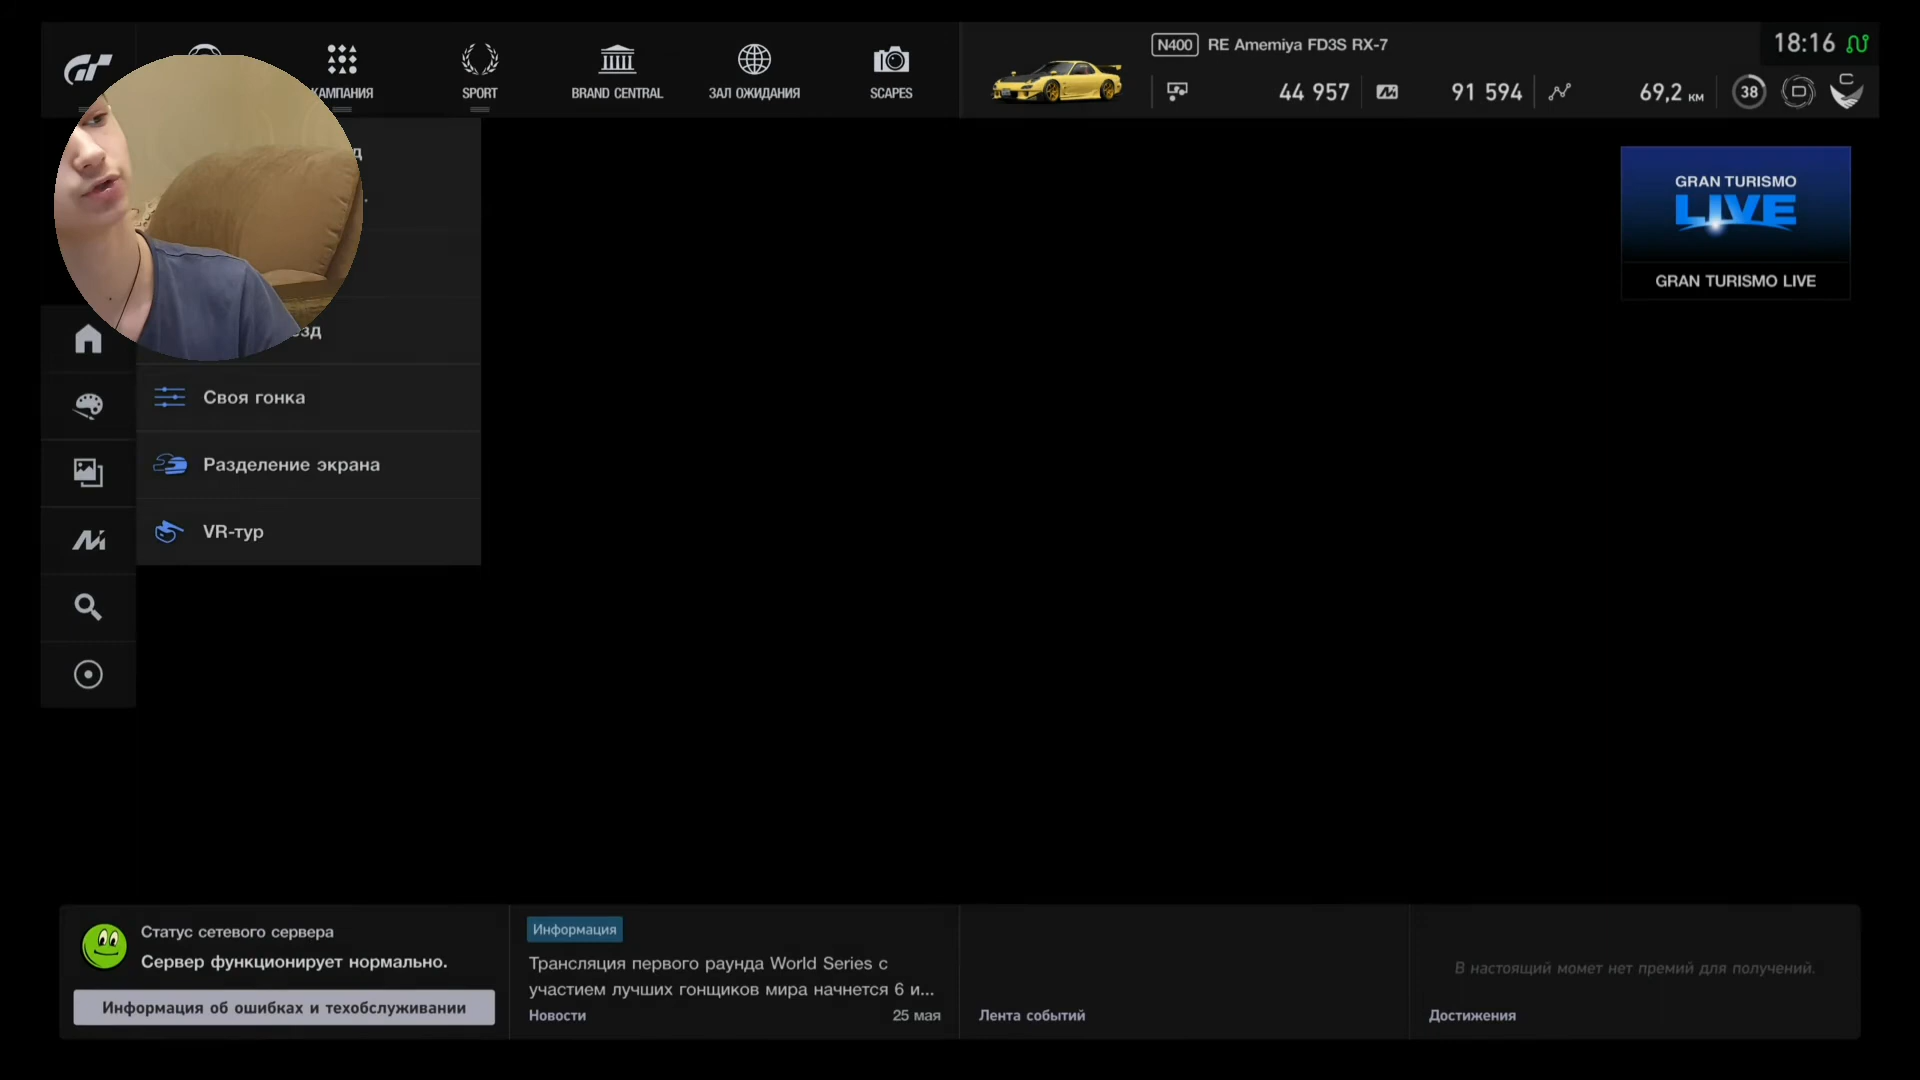 КАМПАНИЯ
SPORT
BRAND CENTRAL
ЗАЛ ОЖИДАНИЯ
SCAPES
N400 RE Amemiya FD3S RX-7
18:16
44 957
91 594
69,2 км
38
C
GRAN TURISMO
LIVE
GRAN TURISMO LIVE
Своя гонка
Разделение экрана
VR-тур
Статус сетевого сервера
Сервер функционирует нормально.
Информация об ошибках и техобслуживании
Информация
Трансляция первого раунда World Series с
участием лучших гонщиков мира начнется 6 и...
Новости
25 мая
Лента событий
В настоящий момет нет премий для получений.
Достижения